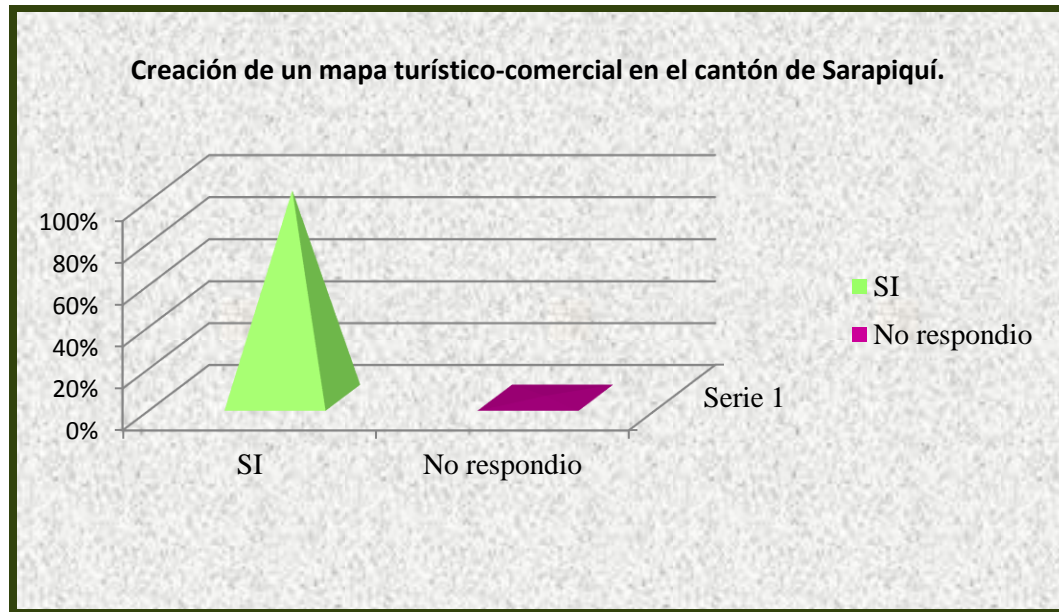 Creación de un mapa turístico-comercial en el cantón de Sarapiquí.
100%
80%
60%
40%
20%
0%
SI
No respondio
Serie 1
SI
No respondio